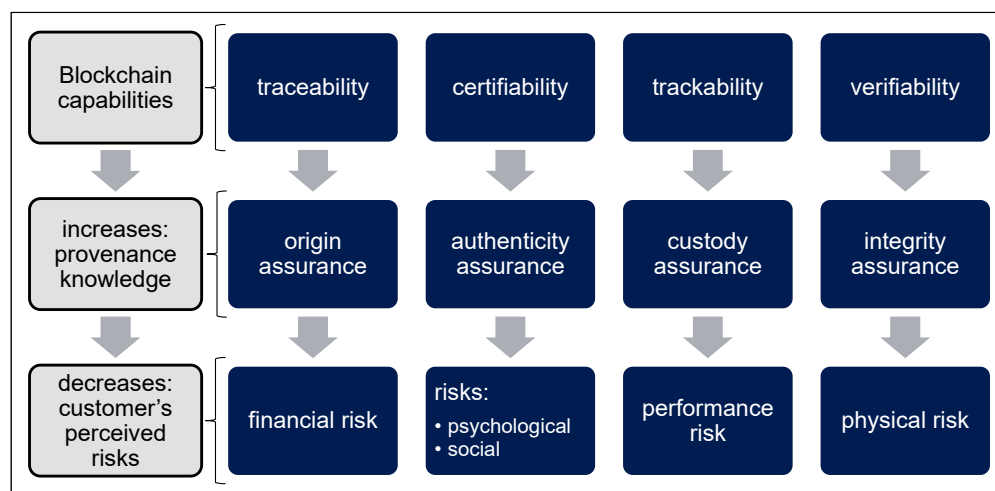 Blockchain
capabilities
traceability
certifiability
trackability
verifiability
increases:
provenance
knowledge
origin
assurance
authenticity
assurance
custody
assurance
integrity
assurance
decreases:
customer’s
perceived
risks
financial risk
risks:
• psychological
• social
performance
risk
physical risk